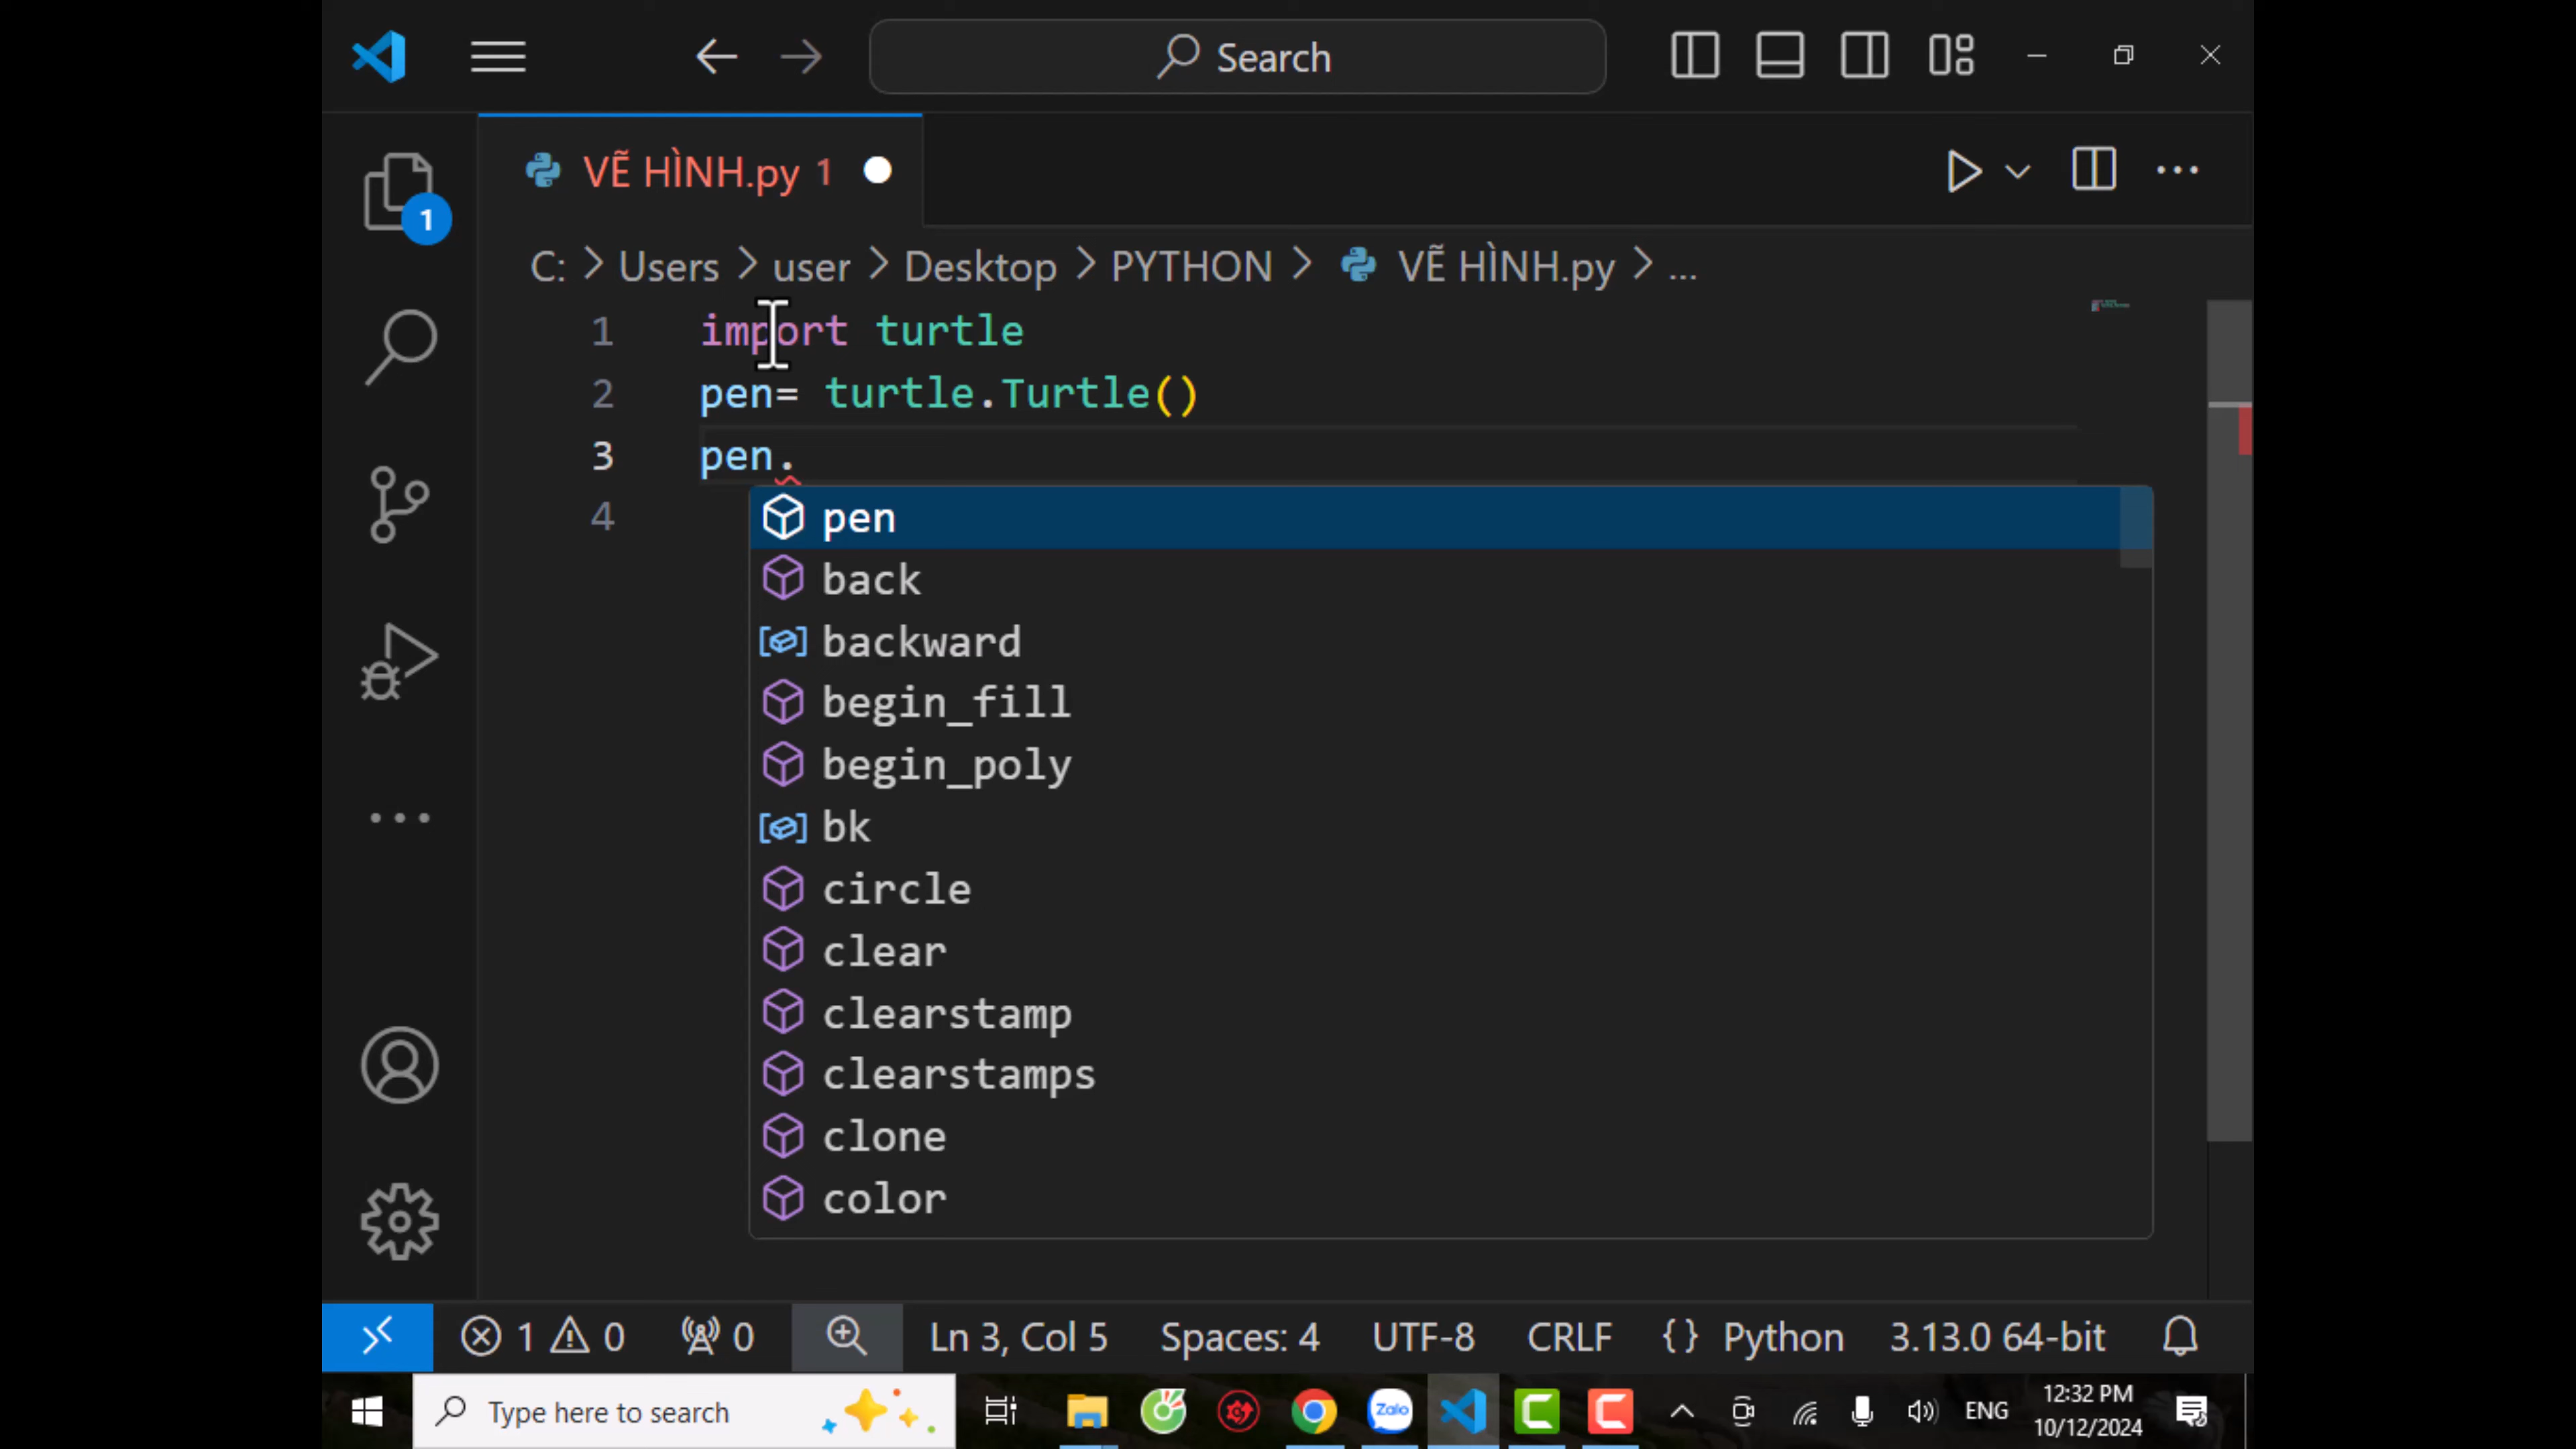 Search
VẼ HÌNH.py 1
1
C: > Users > user > Desktop > PYTHON > VẼ HÌNH.py > ...
1 import turtle
2 pen= turtle.Turtle()
3 pen.
4
pen
back
backward
begin_fill
begin_poly
bk
circle
clear
clearstamp
clearstamps
clone
color
1 0 0 Ln 3, Col 5 Spaces: 4 UTF-8 CRLF {} Python 3.13.0 64-bit
Type here to search Zalo ENG 12:32 PM
10/12/2024